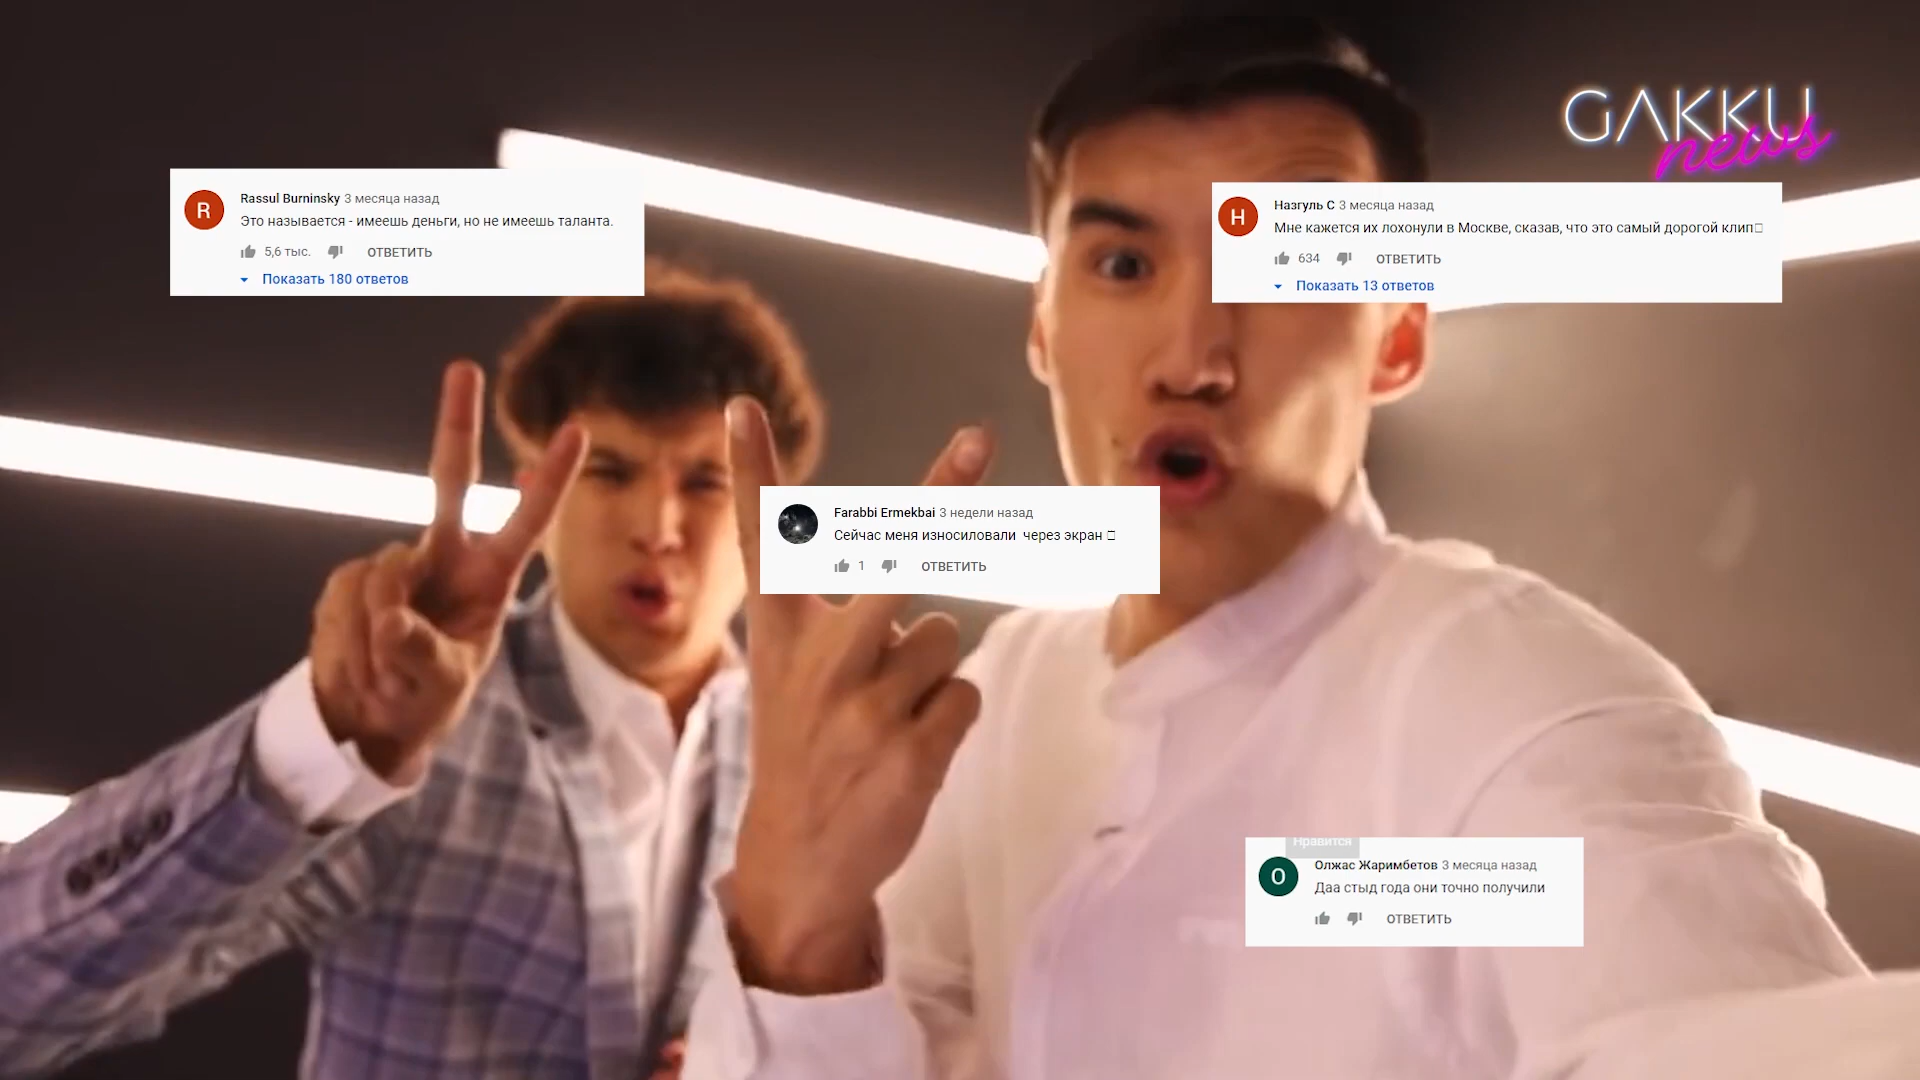 GAKKU
news
Rassul Burninsky 3 месяца назад
Это называется - имеешь деньги, но не имеешь таланта.
5,6 тыс. ОТВЕТИТЬ
Показать 180 ответов
Назгуль С 3 месяца назад
Мне кажется их лохонули в Москве, сказав, что это самый дорогой клип
634 ОТВЕТИТЬ
Показать 13 ответов
Farabbi Ermekbai 3 недели назад
Сейчас меня износиловали через экран
1 ОТВЕТИТЬ
Нравится
Олжас Жаримбетов 3 месяца назад
Даа стыд года они точно получили
ОТВЕТИТЬ
R
Н
О